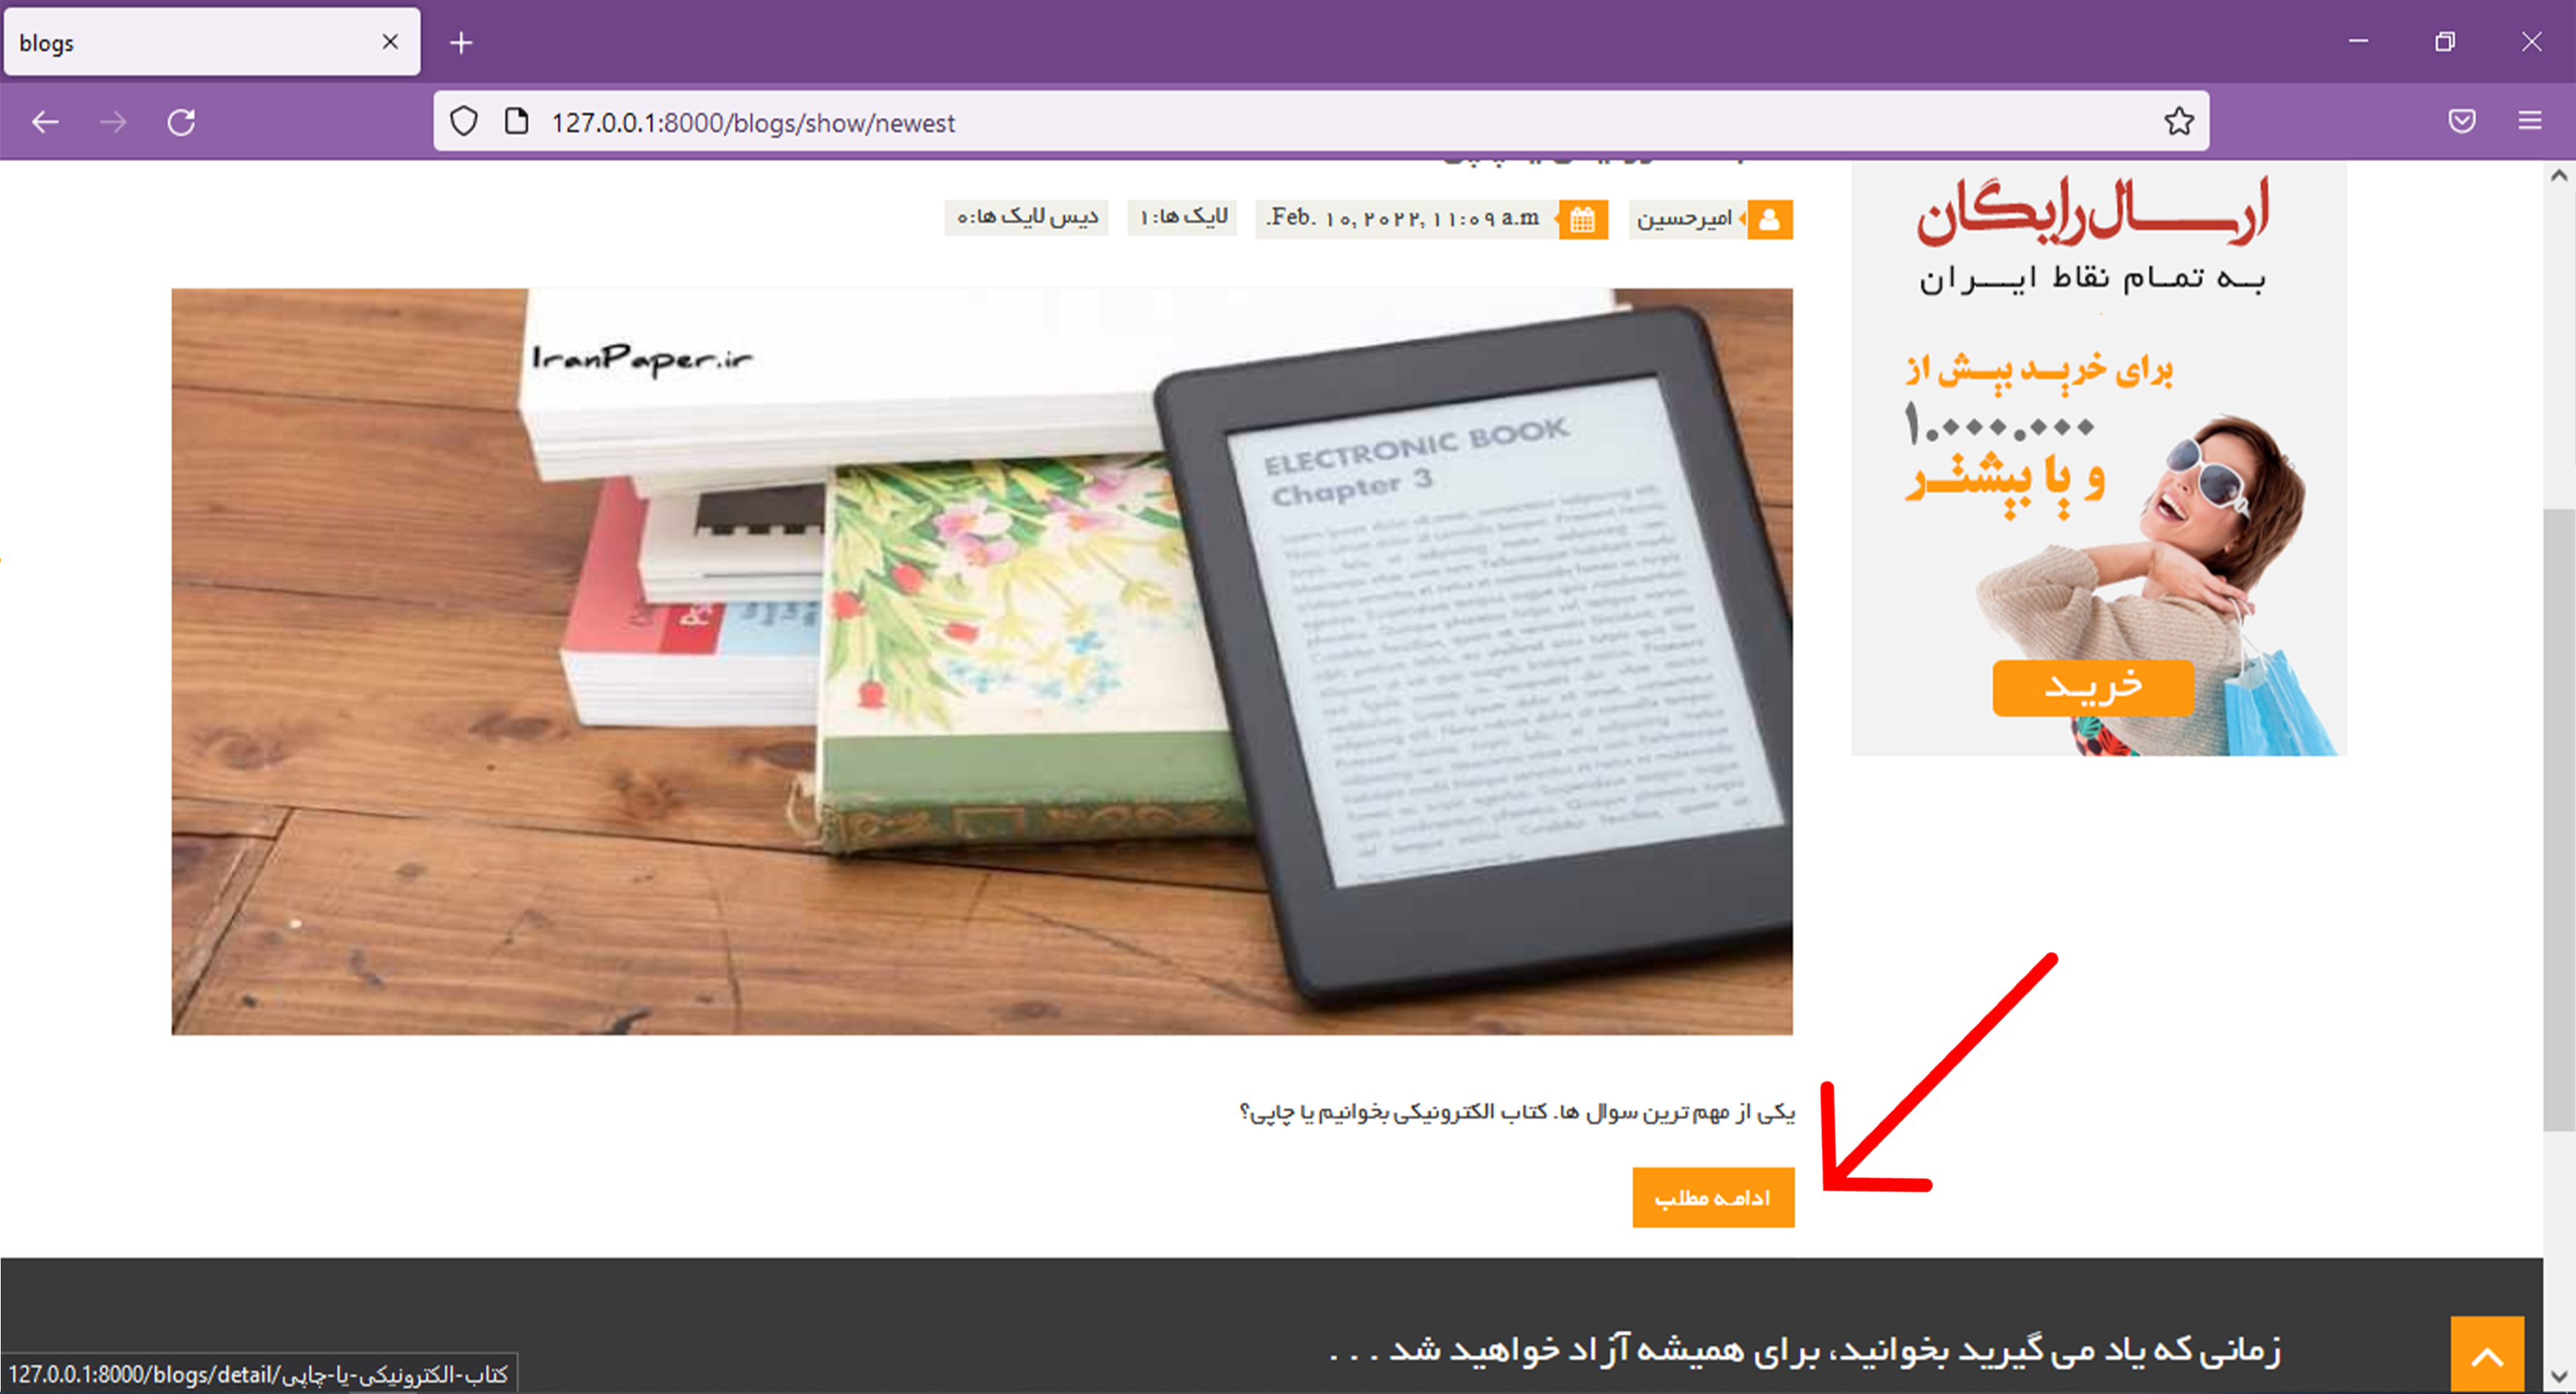 blogs
127.0.0.1:8000/blogs/show/newest
امیرحسین
Feb. ۱۰, ۲۰۲۲, ۱۱:۰۹ a.m.
لایک ها:۱
دیس لایک ها:۰
ارسال رایگان
به تمام نقاط ایران
برای خرید بیش از
۱.۰۰۰.۰۰۰
و یا بیشتر
خرید
IranPaper.ir
ELECTRONIC BOOK
Chapter 3
یکی از مهم ترین سوال ها. کتاب الکترونیکی بخوانیم یا چاپی؟
ادامه مطلب
زمانی که یاد می گیرید بخوانید، برای همیشه آزاد خواهید شد . . .
127.0.0.1:8000/blogs/detail/کتاب-الکترونیکی-یا-چاپی